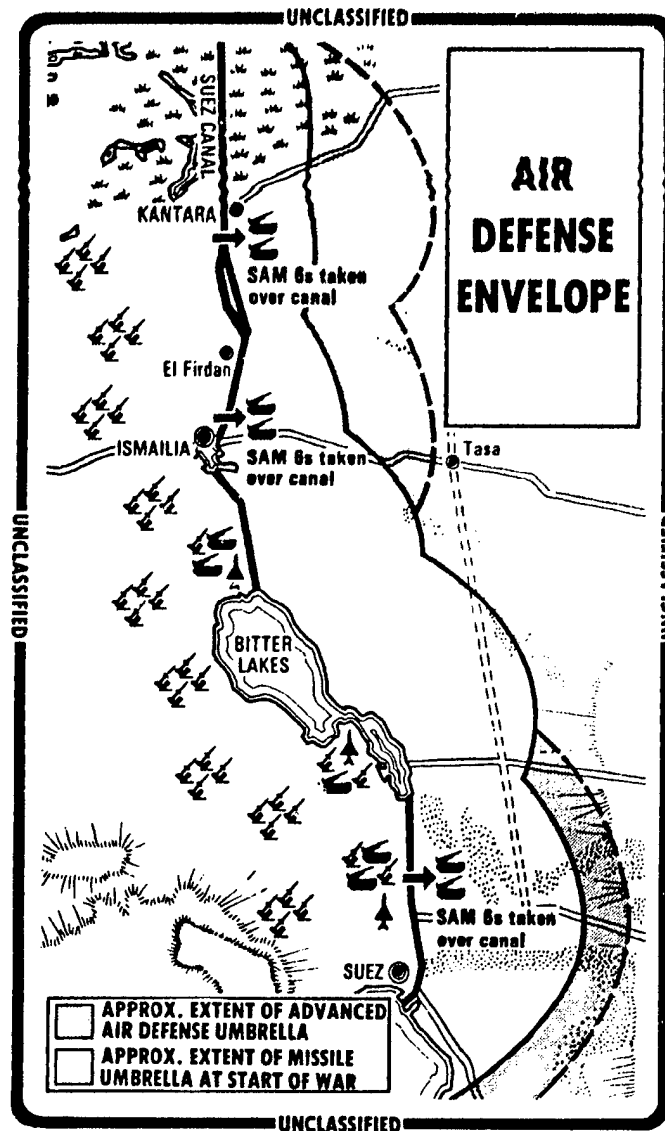 UNCLASSIFIED
AIR
DEFENSE
ENVELOPE
SUEZ CANAL
KANTARA
SAM 6s taken
over canal
El Firdan
ISMAILIA
SAM 6s taken
over canal
Tasa
UNCLASSIFIED
BITTER
LAKES
SAM 6s taken
over canal
SUEZ
APPROX. EXTENT OF ADVANCED
AIR DEFENSE UMBRELLA
APPROX. EXTENT OF MISSILE
UMBRELLA AT START OF WAR
UNCLASSIFIED